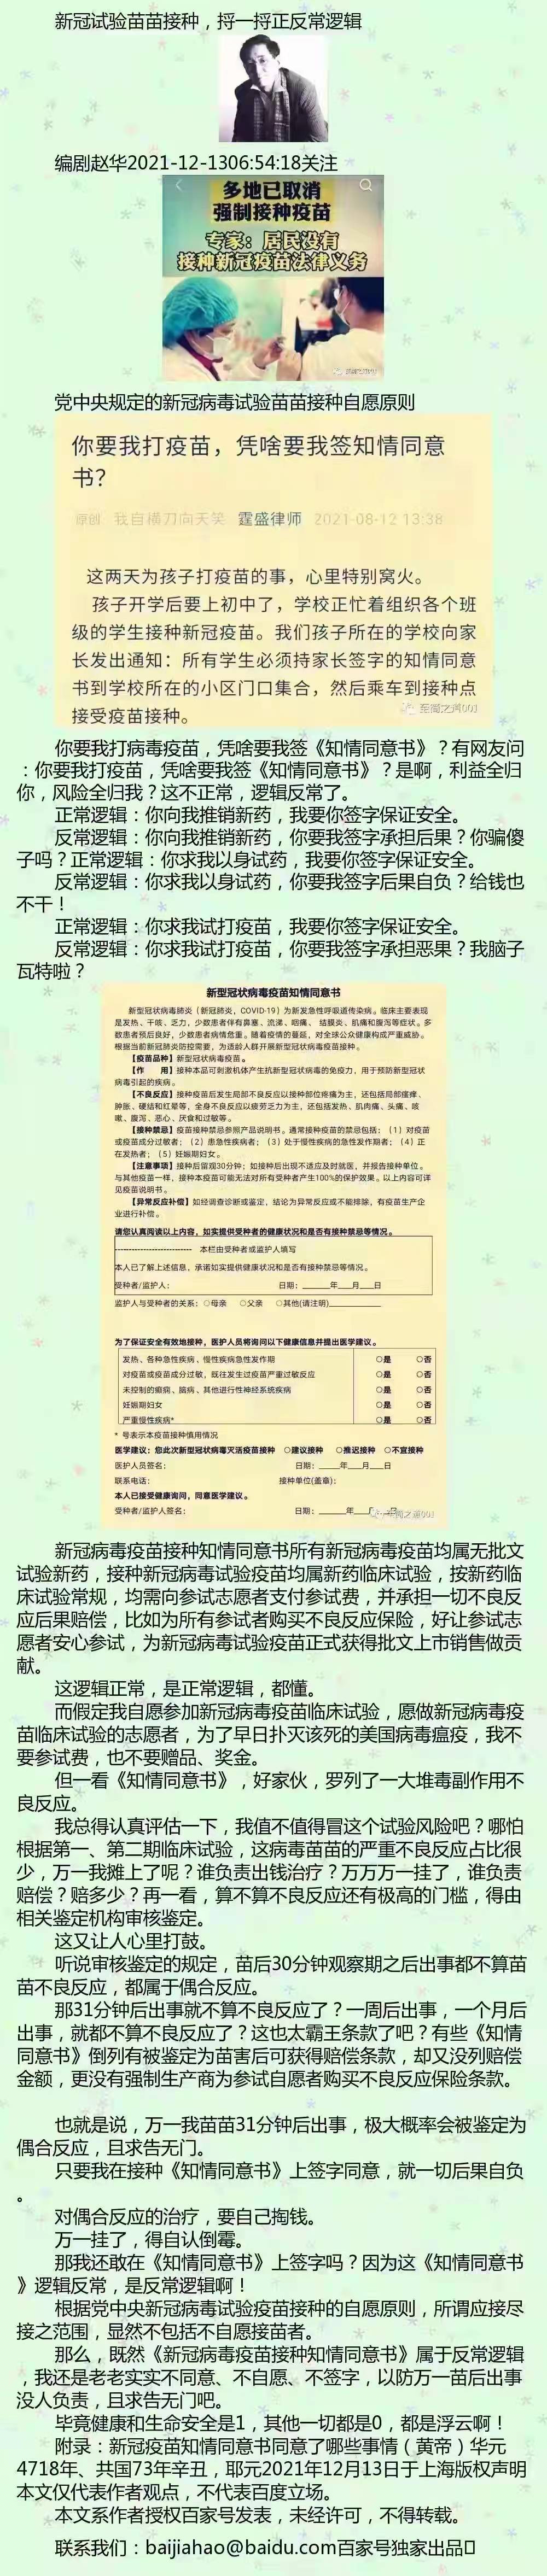 新冠试验苗苗接种，捋一捋正反常逻辑
编剧赵华2021-12-1306:54:18关注
多地已取消
强制接种疫苗
专家：居民没有
接种新冠疫苗法律义务
党中央规定的新冠病毒试验苗苗接种自愿原则
你要我打疫苗，凭啥要我签知情同意
书？
原创 我自横刀向天笑 霆盛律师 2021-08-12 13:38
这两天为孩子打疫苗的事，心里特别窝火。
孩子开学后要上初中了，学校正忙着组织各个班
级的学生接种新冠疫苗。我们孩子所在的学校向家
长发出通知：所有学生必须持家长签字的知情同意
书到学校所在的小区门口集合，然后乘车到接种点
接受疫苗接种。
至简之道001
你要我打病毒疫苗，凭啥要我签《知情同意书》？有网友问
：你要我打疫苗，凭啥要我签《知情同意书》？是啊，利益全归
你，风险全归我？这不正常，逻辑反常了。
正常逻辑：你向我推销新药，我要你签字保证安全。
反常逻辑：你向我推销新药，你要我签字承担后果？你骗傻
子吗？正常逻辑：你求我以身试药，我要你签字保证安全。
反常逻辑：你求我以身试药，你要我签字后果自负？给钱也
不干！
正常逻辑：你求我试打疫苗，我要你签字保证安全。
反常逻辑：你求我试打疫苗，你要我签字承担恶果？我脑子
瓦特啦？
新型冠状病毒疫苗知情同意书
新型冠状病毒肺炎（新冠肺炎，COVID-19）为新发急性呼吸道传染病。临床主要表现
是发热、干咳、乏力，少数患者伴有鼻塞、流涕、咽痛、结膜炎、肌痛和腹泻等症状。多
数患者预后良好，少数患者病情危重。随着疫情的蔓延，对全球公众健康构成严重威胁。
根据当前新冠肺炎防控需要，为适龄人群开展新型冠状病毒疫苗接种。
【疫苗品种】新型冠状病毒疫苗。
【作 用】接种本品可刺激机体产生抗新型冠状病毒的免疫力，用于预防新型冠状
病毒引起的疾病。
【不良反应】接种疫苗后发生局部不良反应以接种部位疼痛为主，还包括局部瘙痒、
肿胀、硬结和红晕等，全身不良反应以疲劳乏力为主，还包括发热、肌肉痛、头痛、咳
嗽、腹泻、恶心、厌食和过敏等。
【接种禁忌】疫苗接种禁忌参照产品说明书。通常接种疫苗的禁忌包括：（1）对疫苗
或疫苗成分过敏者；（2）患急性疾病者；（3）处于慢性疾病的急性发作期者；（4）正
在发热者；（5）妊娠期妇女。
【注意事项】接种后留观30分钟；如接种后出现不适应及时就医，并报告接种单位。
与其他疫苗一样，接种本疫苗可能无法对所有受种者产生100%的保护效果。以上内容可详
见疫苗说明书。
【异常反应补偿】如经调查诊断或鉴定，结论为异常反应或不能排除，有疫苗生产企
业进行补偿。
请您认真阅读以上内容，如实提供受种者的健康状况和是否有接种禁忌等情况。
--------------------------- 本栏由受种者或监护人填写
本人已了解上述信息，承诺如实提供健康状况和是否有接种禁忌等情况。
受种者/监护人： 日期：______年___月___日
监护人与受种者的关系：○母亲 ○父亲 ○其他(请注明)___________
为了保证安全有效地接种，医护人员将询问以下健康信息并提出医学建议。
发热、各种急性疾病、慢性疾病急性发作期 ○是 ○否
对疫苗或疫苗成分过敏，既往发生过疫苗严重过敏反应 ○是 ○否
未控制的癫痫、脑病、其他进行性神经系统疾病 ○是 ○否
妊娠期妇女 ○是 ○否
严重慢性疾病* ○是 ○否
* 号表示本疫苗接种慎用情况
医学建议：您此次新型冠状病毒灭活疫苗接种 ○建议接种 ○推迟接种 ○不宜接种
医护人员签名： 日期：_____年___月___日
联系电话： 接种单位(盖章)：
本人已接受健康询问，同意医学建议。
受种者/监护人签名： 日期：______年___
至简之道001
新冠病毒疫苗接种知情同意书所有新冠病毒疫苗均属无批文
试验新药，接种新冠病毒试验疫苗均属新药临床试验，按新药临
床试验常规，均需向参试志愿者支付参试费，并承担一切不良反
应后果赔偿，比如为所有参试者购买不良反应保险，好让参试志
愿者安心参试，为新冠病毒试验疫苗正式获得批文上市销售做贡
献。
这逻辑正常，是正常逻辑，都懂。
而假定我自愿参加新冠病毒疫苗临床试验，愿做新冠病毒疫
苗临床试验的志愿者，为了早日扑灭该死的美国病毒瘟疫，我不
要参试费，也不要赠品、奖金。
但一看《知情同意书》，好家伙，罗列了一大堆毒副作用不
良反应。
我总得认真评估一下，我值不值得冒这个试验风险吧？哪怕
根据第一、第二期临床试验，这病毒苗苗的严重不良反应占比很
少，万一我摊上了呢？谁负责出钱治疗？万万万一挂了，谁负责
赔偿？赔多少？再一看，算不算不良反应还有极高的门槛，得由
相关鉴定机构审核鉴定。
这又让人心里打鼓。
听说审核鉴定的规定，苗后30分钟观察期之后出事都不算苗
苗不良反应，都属于偶合反应。
那31分钟后出事就不算不良反应了？一周后出事，一个月后
出事，就都不算不良反应了？这也太霸王条款了吧？有些《知情
同意书》倒列有被鉴定为苗害后可获得赔偿条款，却又没列赔偿
金额，更没有强制生产商为参试自愿者购买不良反应保险条款。
也就是说，万一我苗苗31分钟后出事，极大概率会被鉴定为
偶合反应，且求告无门。
只要我在接种《知情同意书》上签字同意，就一切后果自负
。
对偶合反应的治疗，要自己掏钱。
万一挂了，得自认倒霉。
那我还敢在《知情同意书》上签字吗？因为这《知情同意书
》逻辑反常，是反常逻辑啊！
根据党中央新冠病毒试验疫苗接种的自愿原则，所谓应接尽
接之范围，显然不包括不自愿接苗者。
那么，既然《新冠病毒疫苗接种知情同意书》属于反常逻辑
，我还是老老实实不同意、不自愿、不签字，以防万一苗后出事
没人负责，且求告无门吧。
毕竟健康和生命安全是1，其他一切都是0，都是浮云啊！
附录：新冠疫苗知情同意书同意了哪些事情（黄帝）华元
4718年、共国73年辛丑，耶元2021年12月13日于上海版权声明
本文仅代表作者观点，不代表百度立场。
本文系作者授权百家号发表，未经许可，不得转载。
联系我们：baijiahao@baidu.com百家号独家出品